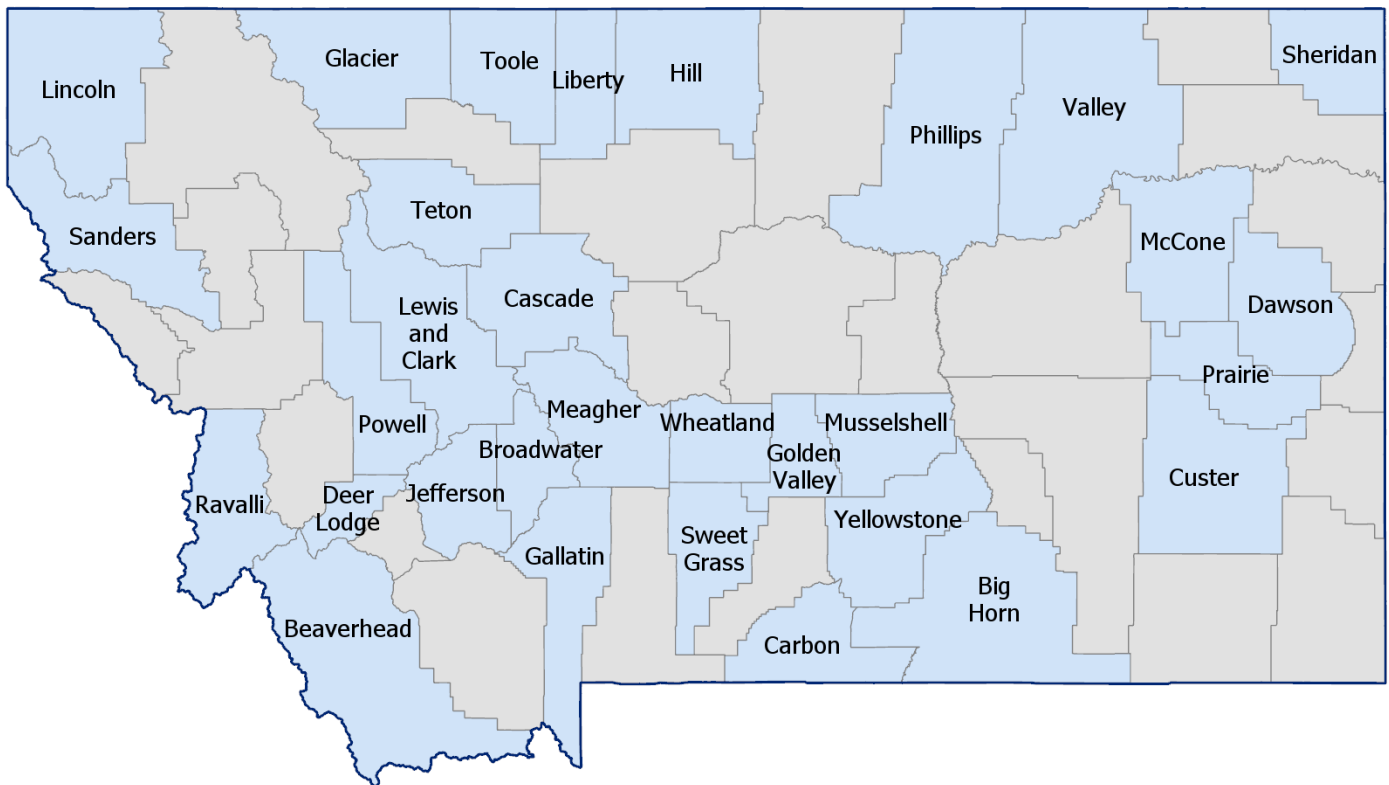 Lincoln
Glacier
Toole
Liberty
Hill
Phillips
Valley
Sheridan
Sanders
Teton
McCone
Lewis
and
Clark
Cascade
Dawson
Powell
Meagher
Prairie
Broadwater
Wheatland
Golden
Valley
Musselshell
Custer
Ravalli
Deer
Lodge
Jefferson
Gallatin
Sweet
Grass
Yellowstone
Big
Horn
Beaverhead
Carbon